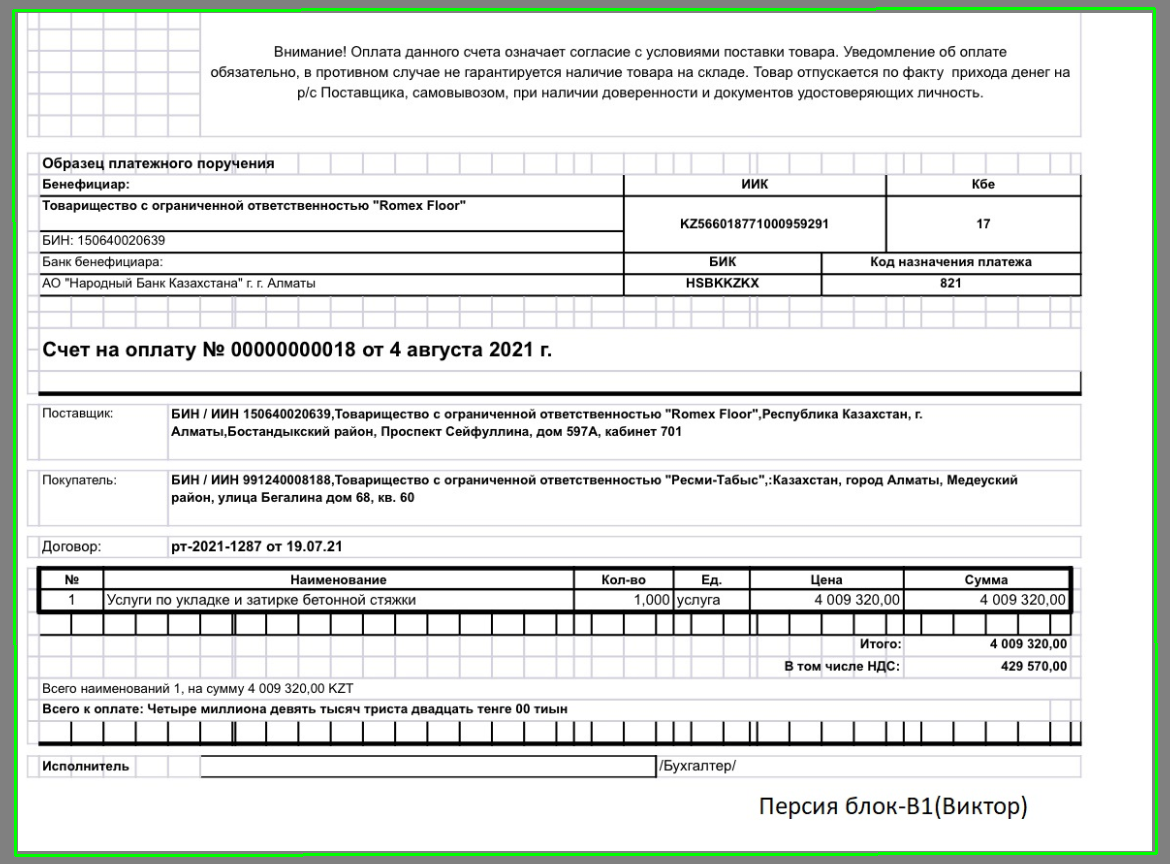 Внимание! Оплата данного счета означает согласие с условиями поставки товара. Уведомление об оплате
обязательно, в противном случае не гарантируется наличие товара на складе. Товар отпускается по факту прихода денег на
р/с Поставщика, самовывозом, при наличии доверенности и документов удостоверяющих личность.
Образец платежного поручения
Бенефициар: ИИК Кбе
Товарищество с ограниченной ответственностью "Romex Floor"
KZ566018771000959291 17
БИН: 150640020639
Банк бенефициара: БИК Код назначения платежа
АО "Народный Банк Казахстана" г. г. Алматы HSBKKZKX 821
Счет на оплату № 00000000018 от 4 августа 2021 г.
Поставщик: БИН / ИИН 150640020639,Товарищество с ограниченной ответственностью "Romex Floor",Республика Казахстан, г.
Алматы,Бостандыкский район, Проспект Сейфуллина, дом 597А, кабинет 701
Покупатель: БИН / ИИН 991240008188,Товарищество с ограниченной ответственностью "Ресми-Табыс",:Казахстан, город Алматы, Медеуский
район, улица Бегалина дом 68, кв. 60
Договор: рт-2021-1287 от 19.07.21
№ Наименование Кол-во Ед. Цена Сумма
1 Услуги по укладке и затирке бетонной стяжки 1,000 услуга 4 009 320,00 4 009 320,00
Итого: 4 009 320,00
В том числе НДС: 429 570,00
Всего наименований 1, на сумму 4 009 320,00 KZT
Всего к оплате: Четыре миллиона девять тысяч триста двадцать тенге 00 тиын
Исполнитель /Бухгалтер/
Персия блок-В1(Виктор)